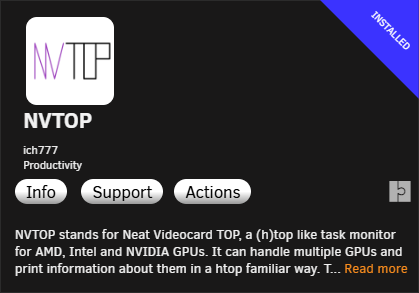 INSTALLED
NVTOP
NVTOP
ich777
Productivity
Info Support Actions
NVTOP stands for Neat Videocard TOP, a (h)top like task monitor
for AMD, Intel and NVIDIA GPUs. It can handle multiple GPUs and
print information about them in a htop familiar way. T... Read more